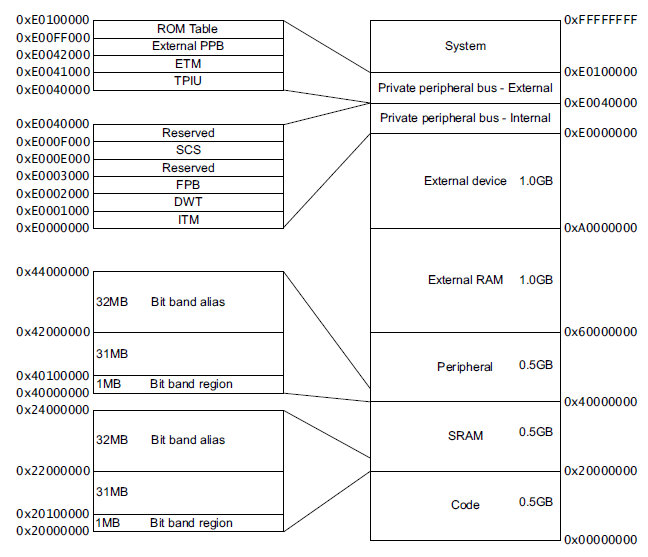 0xE0100000
ROM Table
0xE00FF000
External PPB
0xE0042000
ETM
0xE0041000
TPIU
0xE0040000
0xE0040000
Reserved
0xE000F000
SCS
0xE000E000
Reserved
0xE0003000
FPB
0xE0002000
DWT
0xE0001000
ITM
0xE0000000
0x44000000
32MB Bit band alias
0x42000000
31MB
0x40100000
1MB Bit band region
0x40000000
0x24000000
32MB Bit band alias
0x22000000
31MB
0x20100000
1MB Bit band region
0x20000000
0xFFFFFFFF
System
0xE0100000
Private peripheral bus - External
0xE0040000
Private peripheral bus - Internal
0xE0000000
External device 1.0GB
0xA0000000
External RAM 1.0GB
0x60000000
Peripheral 0.5GB
0x40000000
SRAM 0.5GB
0x20000000
Code 0.5GB
0x00000000